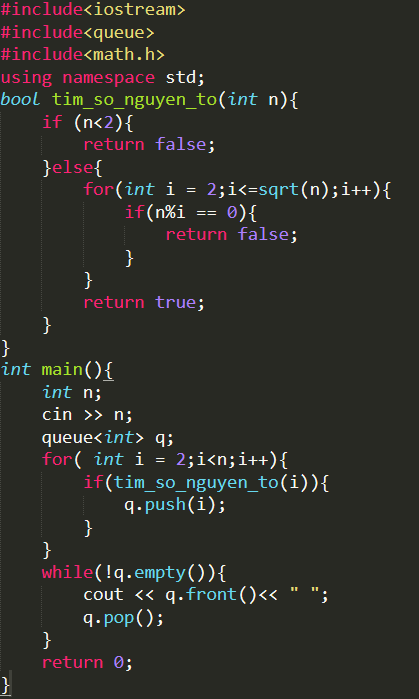 #include<iostream>
#include<queue>
#include<math.h>
using namespace std;
bool tim_so_nguyen_to(int n){
    if (n<2){
        return false;
    }else{
        for(int i = 2;i<=sqrt(n);i++){
            if(n%i == 0){
                return false;
            }
        }
        return true;
    }
}
int main(){
    int n;
    cin >> n;
    queue<int> q;
    for( int i = 2;i<n;i++){
        if(tim_so_nguyen_to(i)){
            q.push(i);
        }
    }
    while(!q.empty()){
        cout << q.front()<< " ";
        q.pop();
    }
    return 0;
}